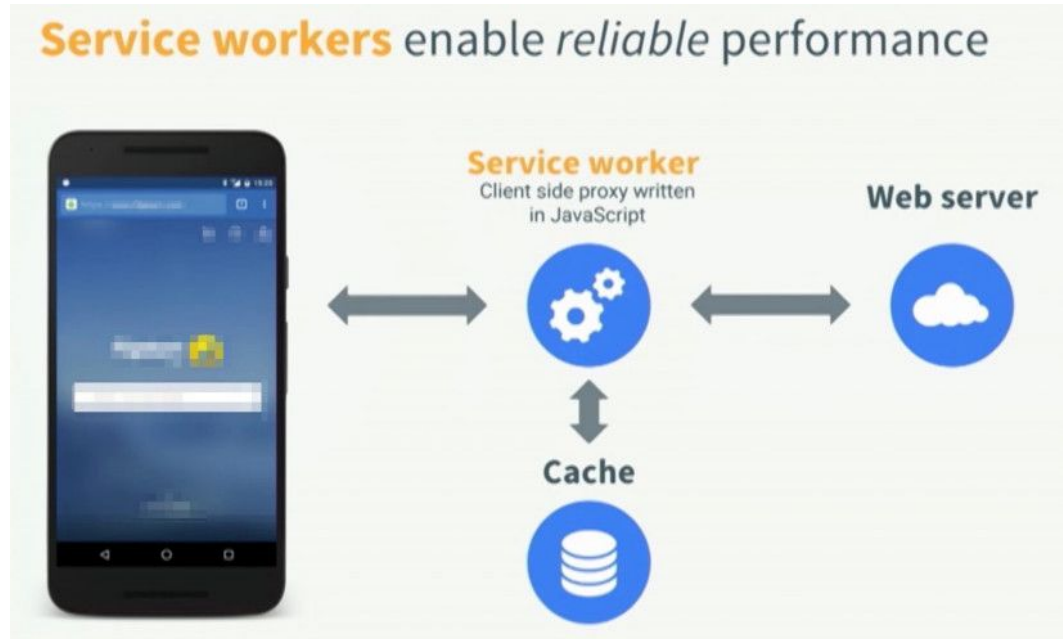 Service workers enable reliable performance
Service worker
Client side proxy written
in JavaScript
Web server
Cache